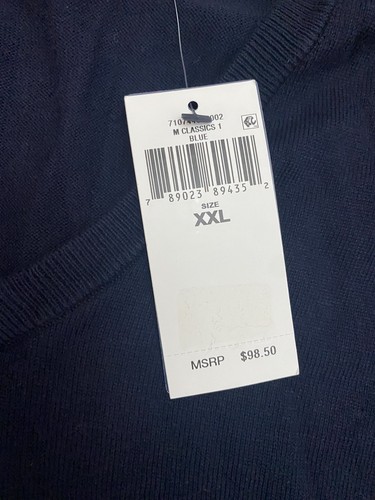 M CLASSICS 1
BLUE
7 89023 89435 2
SIZE
XXL
MSRP $98.50